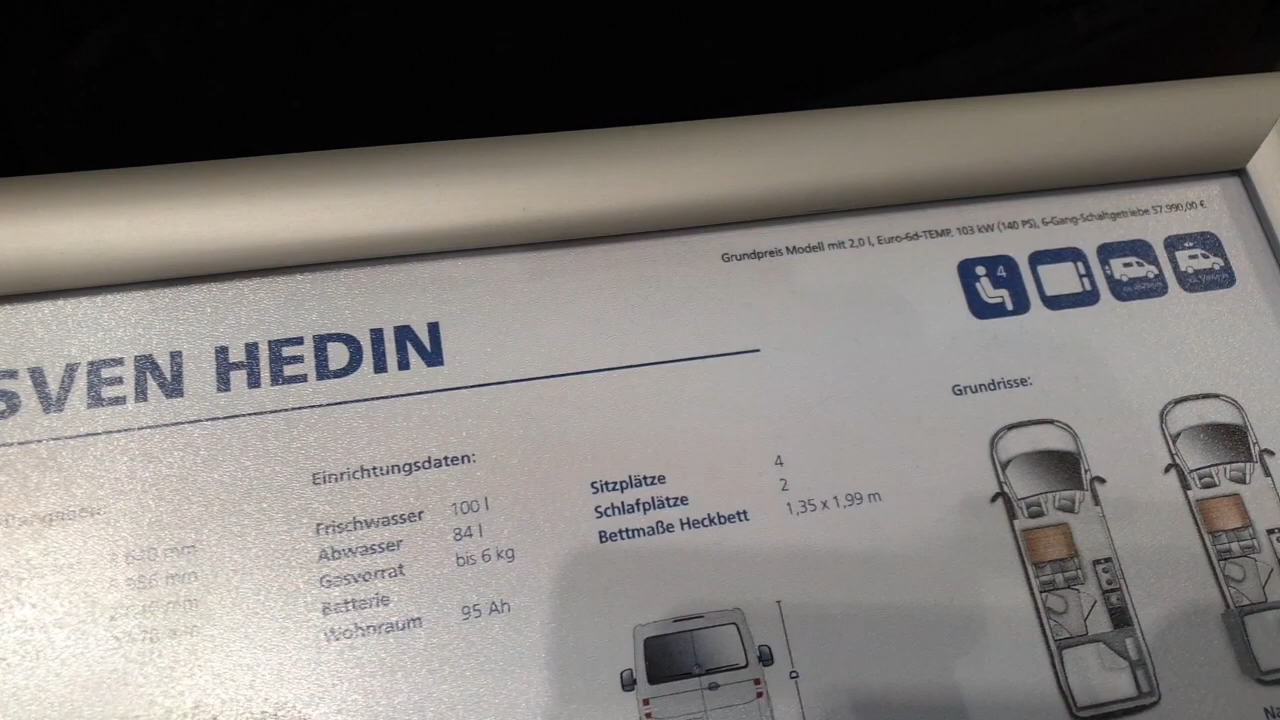 Grundpreis Modell mit 2,0 l, Euro-6d-TEMP, 103 kW (140 PS), 6-Gang-Schaltgetriebe 57.990,00 €
4
SVEN HEDIN
Grundrisse:
Einrichtungsdaten:
Frischwasser 100 l
Abwasser 84 l
Gasvorrat bis 6 kg
Batterie
Wohnraum 95 Ah
Sitzplätze 4
Schlafplätze 2
Bettmaße Heckbett 1,35 x 1,99 m
D